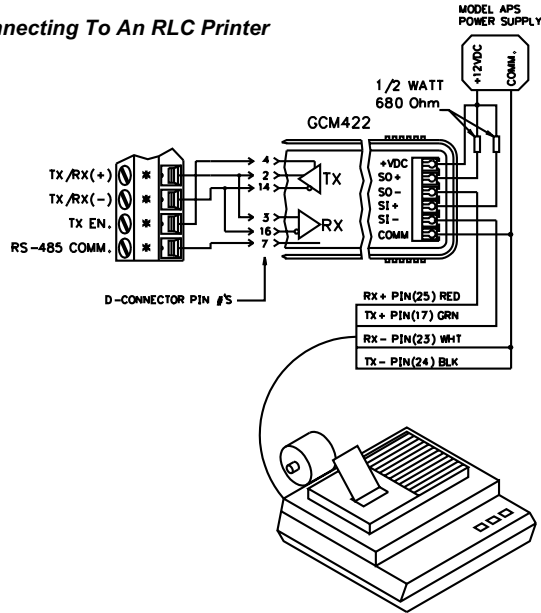 nnecting To An RLC Printer
MODEL APS
POWER SUPPLY
+12VDC
COMM.
1/2 WATT
680 Ohm
GCM422
TX/RX(+)
TX/RX(-)
TX EN.
RS-485 COMM.
*
*
*
*
4
2
14
3
16
7
TX
RX
+VDC
SO+
SO-
SI+
SI-
COMM
D-CONNECTOR PIN #'S
RX+ PIN(25) RED
TX+ PIN(17) GRN
RX- PIN(23) WHT
TX- PIN(24) BLK